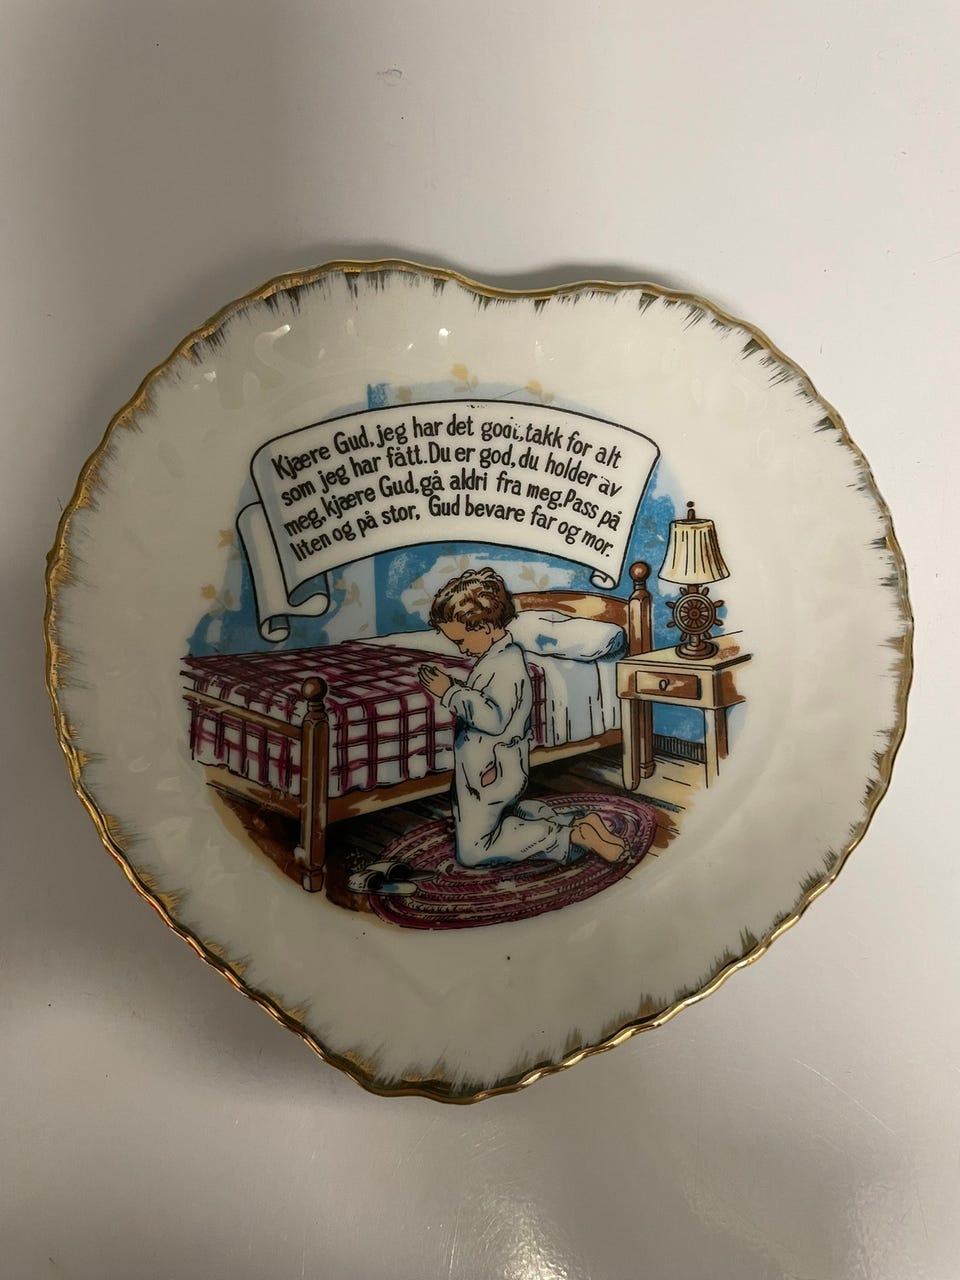 Kjære Gud, jeg har det godt, takk for alt
som jeg har fått. Du er god, du holder av
meg, kjære Gud, gå aldri fra meg. Pass på
liten og på stor, Gud bevare far og mor.